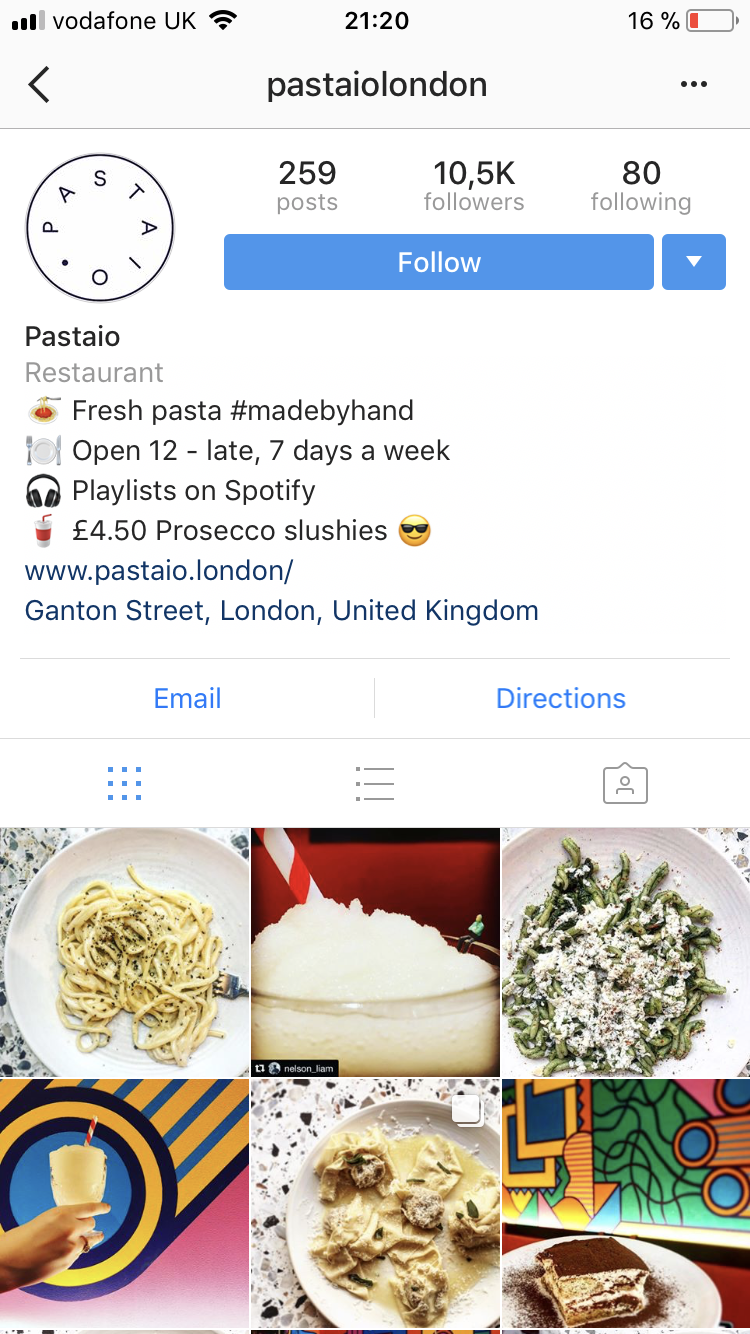 vodafone UK 21:20 16 %
pastaiolondon
PASTAIO
259 10,5K 80
posts followers following
Follow
Pastaio
Restaurant
Fresh pasta #madebyhand
Open 12 - late, 7 days a week
Playlists on Spotify
£4.50 Prosecco slushies
www.pastaio.london/
Ganton Street, London, United Kingdom
Email Directions
nelson_liam